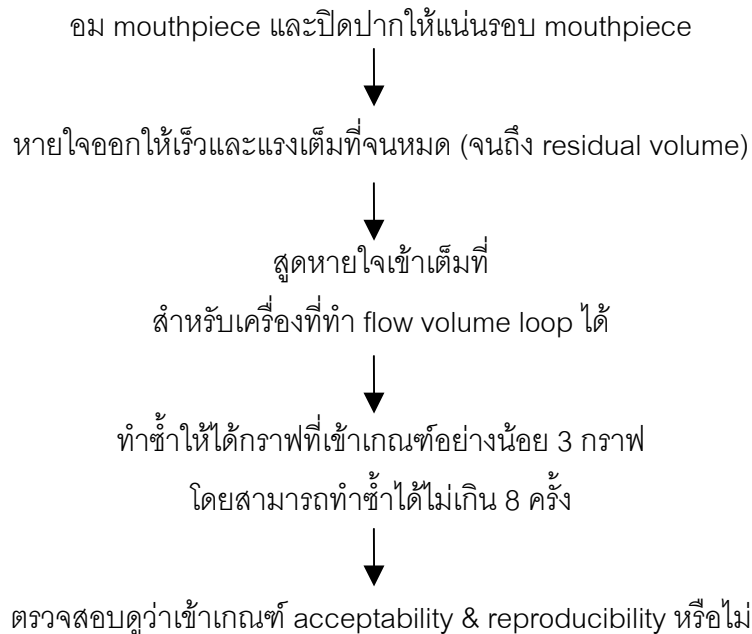 อม mouthpiece และปิดปากให้แน่นรอบ mouthpiece
หายใจออกให้เร็วและแรงเต็มที่จนหมด (จนถึง residual volume)
สูดหายใจเข้าเต็มที่
สำหรับเครื่องที่ทำ flow volume loop ได้
ทำซ้ำให้ได้กราฟที่เข้าเกณฑ์อย่างน้อย 3 กราฟ
โดยสามารถทำซ้ำได้ไม่เกิน 8 ครั้ง
ตรวจสอบดูว่าเข้าเกณฑ์ acceptability & reproducibility หรือไม่